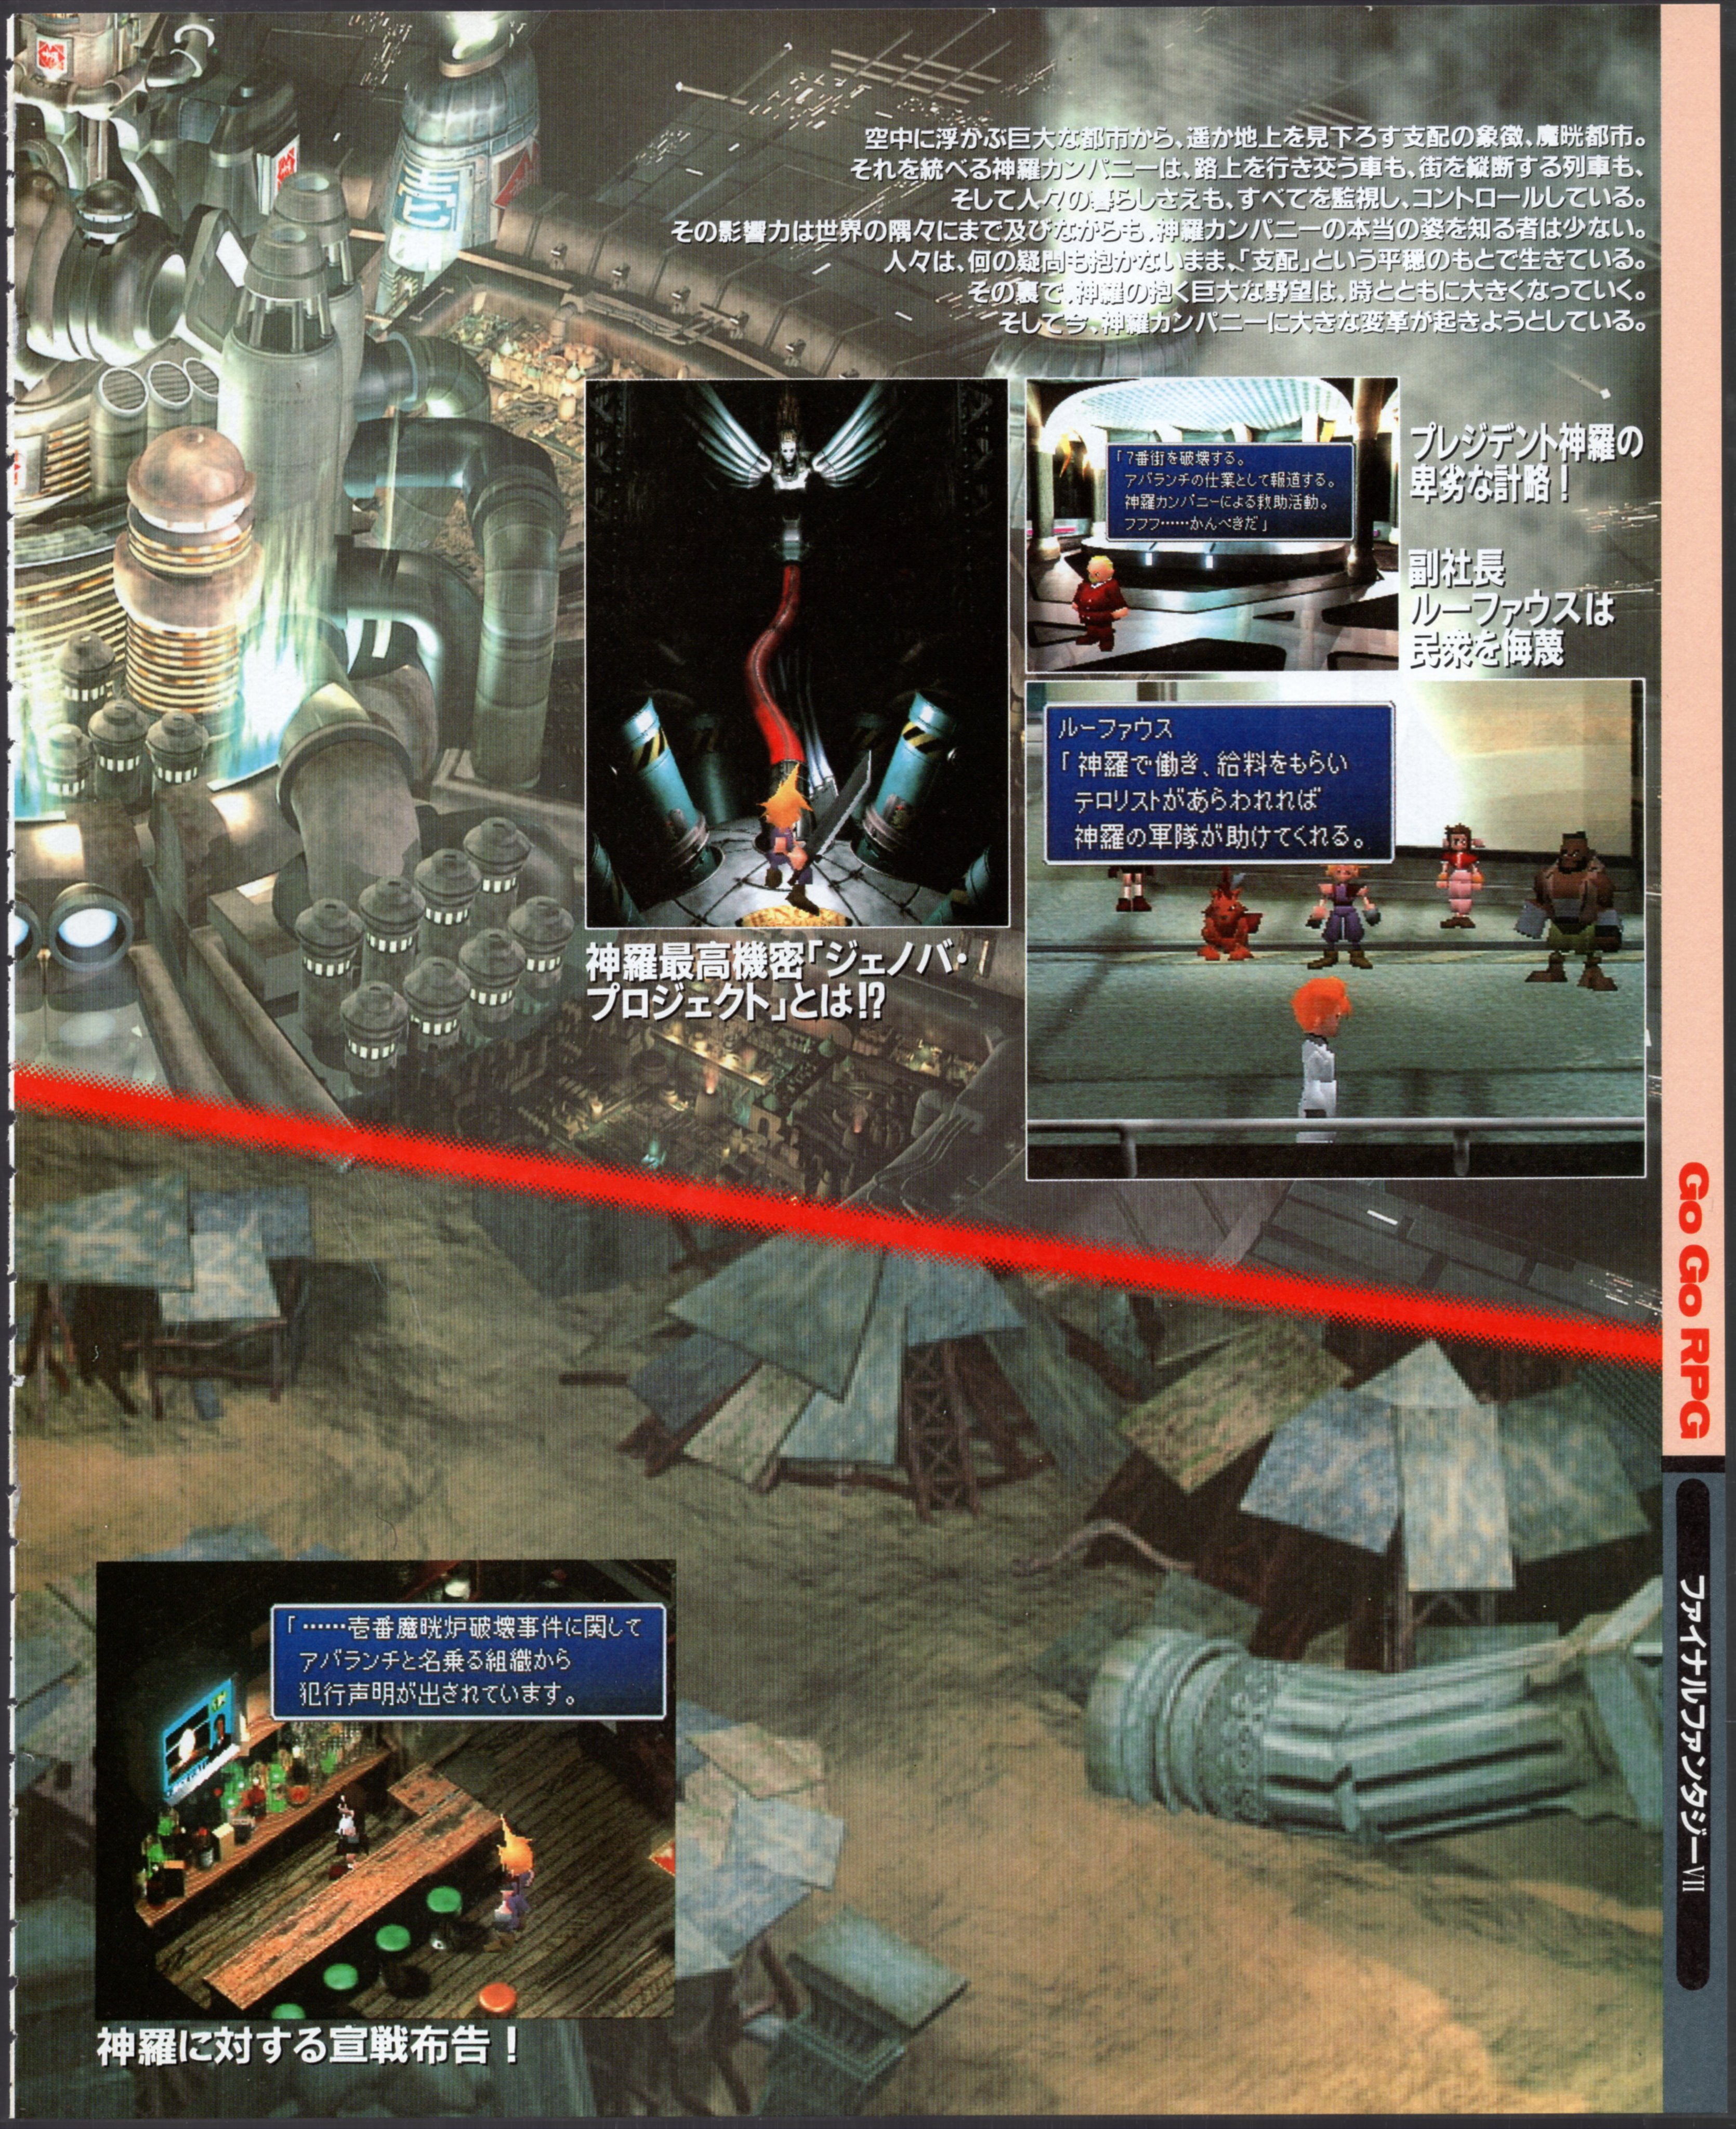 空中に浮かぶ巨大な都市から、遥か地上を見下ろす支配の象徴、魔晄都市。
それを統べる神羅カンパニーは、路上を行き交う車も、街を縦断する列車も、
そして人々の暮らしさえも、すべてを監視し、コントロールしている。
その影響力は世界の隅々にまで及びながらも、神羅カンパニーの本当の姿を知る者は少ない。
人々は、何の疑問も抱かないまま、「支配」という平穏のもとで生きている。
その裏で、神羅の抱く巨大な野望は、時とともに大きくなっていく。
そして今、神羅カンパニーに大きな変革が起きようとしている。
壱
「7番街を破壊する。
アバランチの仕業として報道する。
神羅カンパニーによる救助活動。
フフフ……かんぺきだ」
プレジデント神羅の
卑劣な計略!
副社長
ルーファウスは
民衆を侮蔑
ルーファウス
「神羅で働き、給料をもらい
テロリストがあらわれれば
神羅の軍隊が助けてくれる。
神羅最高機密「ジェノバ・
プロジェクト」とは!?
「……壱番魔晄炉破壊事件に関して
アバランチと名乗る組織から
犯行声明が出されています。
神羅に対する宣戦布告!
Go Go RPG
ファイナルファンタジーVII